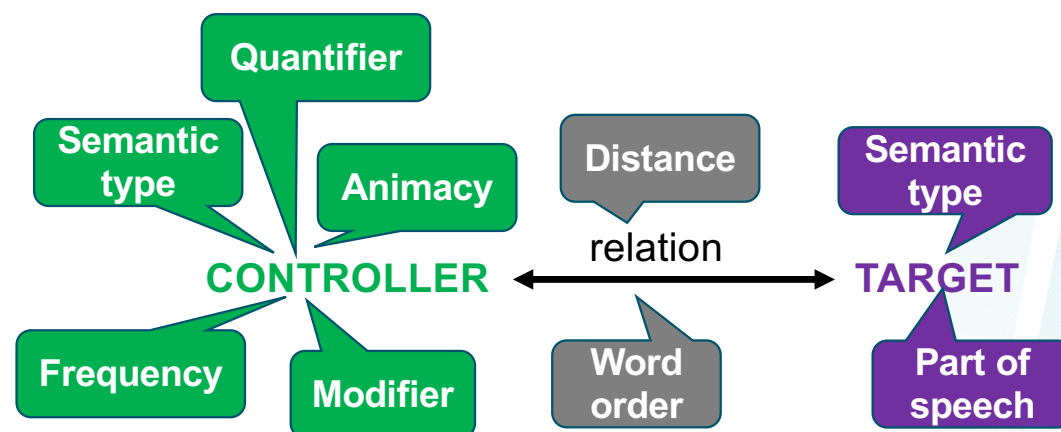 Quantifier
Semantic
type
Animacy
Distance
Semantic
type
relation
CONTROLLER
TARGET
Frequency
Modifier
Word
order
Part of
speech